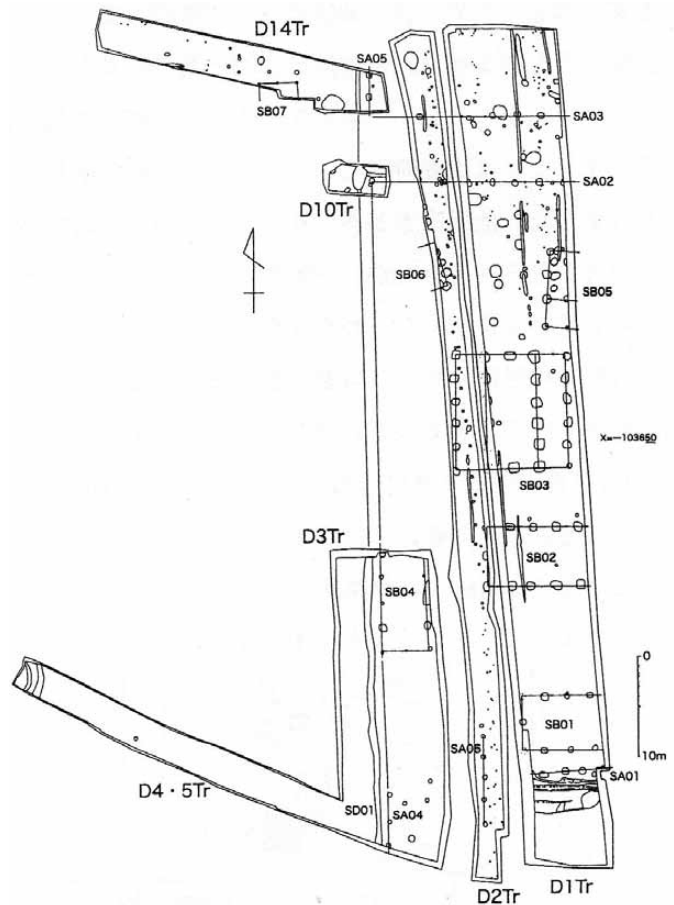 D14Tr
SA05
SB07
SA03
SA02
D10Tr
SB06
SB05
X=-103650
SB03
D3Tr
SB02
SB04
0
SB01
SA06
10m
SA01
D4・5Tr
SD01
SA04
D2Tr
D1Tr